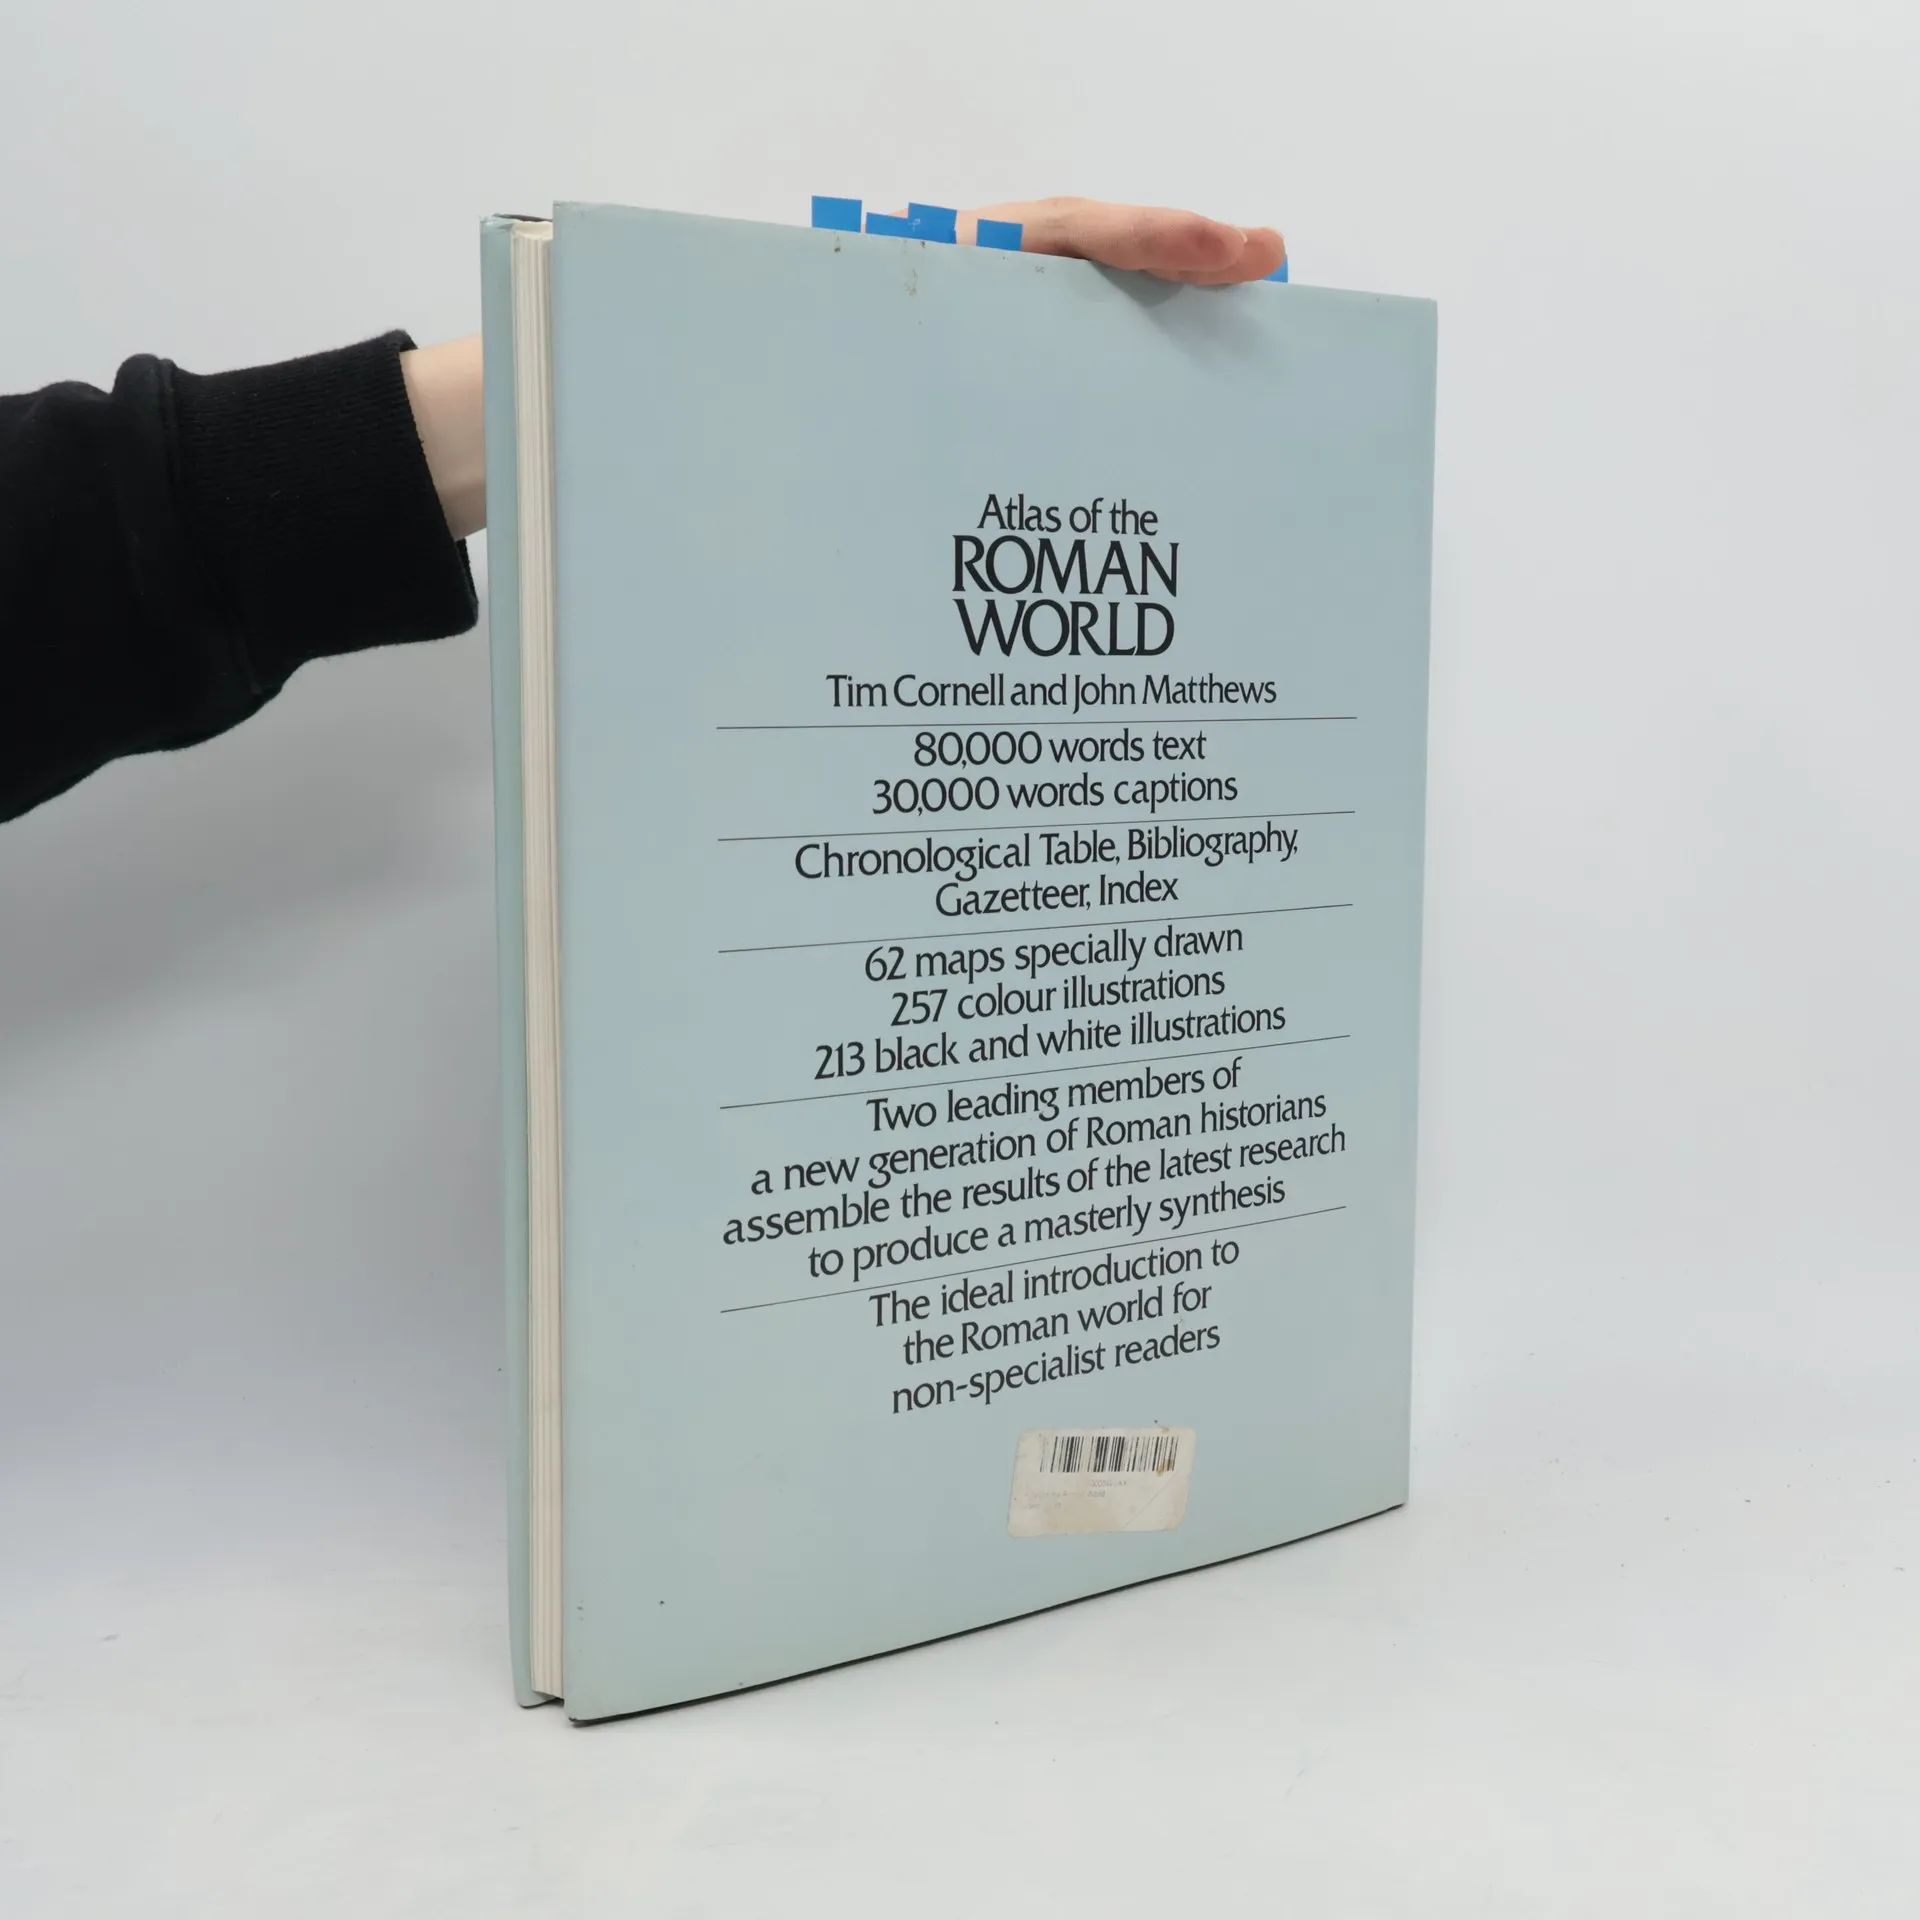 Atlas of the
ROMAN
WORLD
Tim Cornell and John Matthews
80,000 words text
30,000 words captions
Chronological Table, Bibliography,
Gazetteer, Index
62 maps specially drawn
257 colour illustrations
213 black and white illustrations
Two leading members of
a new generation of Roman historians
assemble the results of the latest research
to produce a masterly synthesis
The ideal introduction to
the Roman world for
non-specialist readers